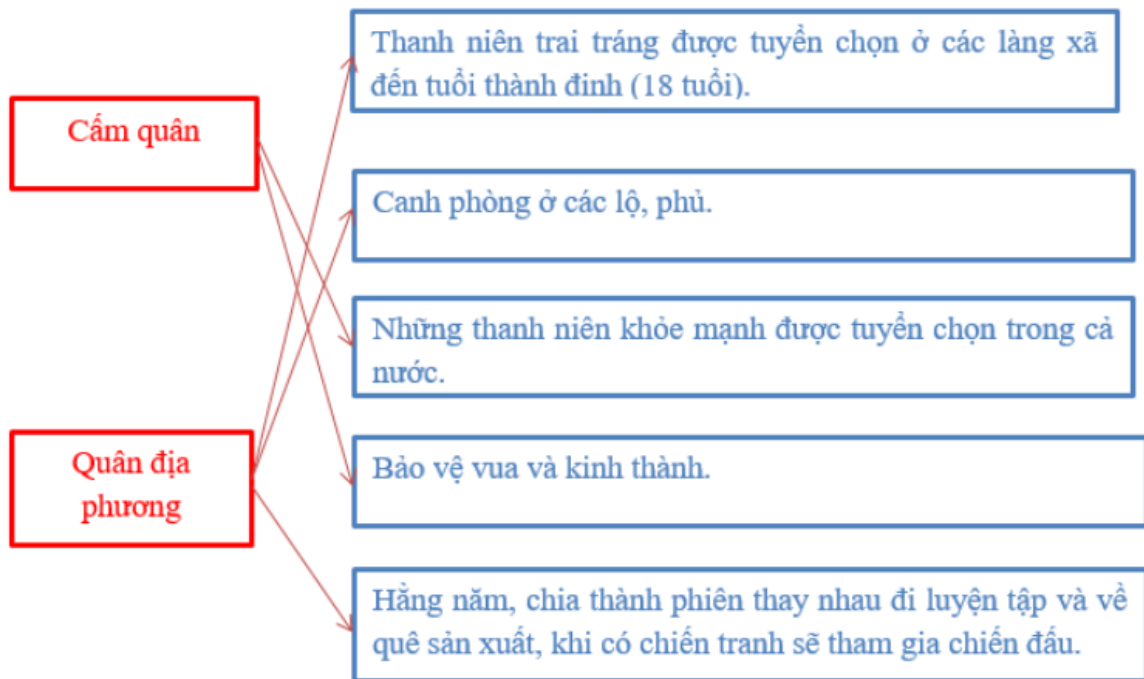 Thanh niên trai tráng được tuyển chọn ở các làng xã
đến tuổi thành đinh (18 tuổi).
Cấm quân
Canh phòng ở các lộ, phủ.
Những thanh niên khỏe mạnh được tuyển chọn trong cả
nước.
Quân địa
phương
Bảo vệ vua và kinh thành.
Hằng năm, chia thành phiên thay nhau đi luyện tập và về
quê sản xuất, khi có chiến tranh sẽ tham gia chiến đấu.